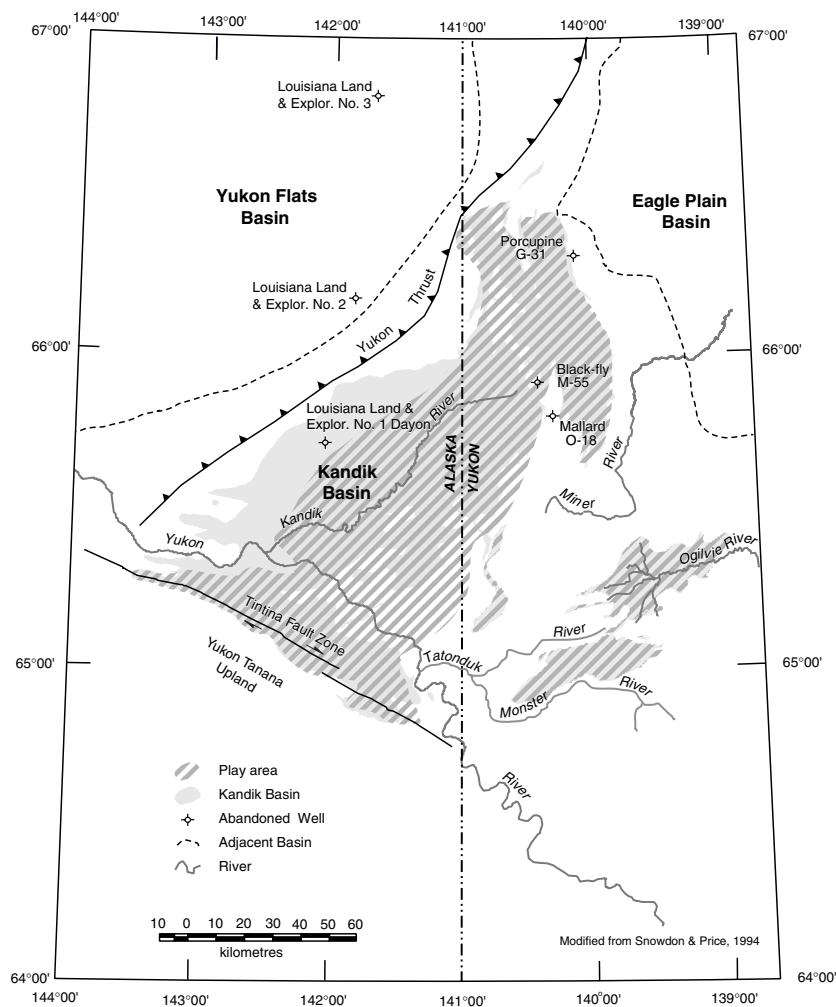 144°00'
143°00'
142°00'
141°00'
140°00'
139°00'
67°00'
67°00'
Louisiana Land
& Explor. No. 3
Yukon Flats
Basin
Eagle Plain
Basin
Porcupine
G-31
Louisiana Land
& Explor. No. 2
Thrust
Yukon
66°00'
66°00'
Black-fly
M-55
Louisiana Land &
Explor. No. 1 Dayon
River
Mallard
O-18
ALASKA
YUKON
River
Kandik
Basin
Miner
Kandik
Yukon
Ogilvie River
Tintina Fault Zone
River
Yukon Tanana
Upland
Tatonduk
65°00'
65°00'
River
Monster
River
Play area
Kandik Basin
Abandoned Well
Adjacent Basin
River
10 0 10 20 30 40 50 60
kilometres
Modified from Snowdon & Price, 1994
64°00'
64°00'
144°00'
143°00'
142°00'
141°00'
140°00'
139°00'